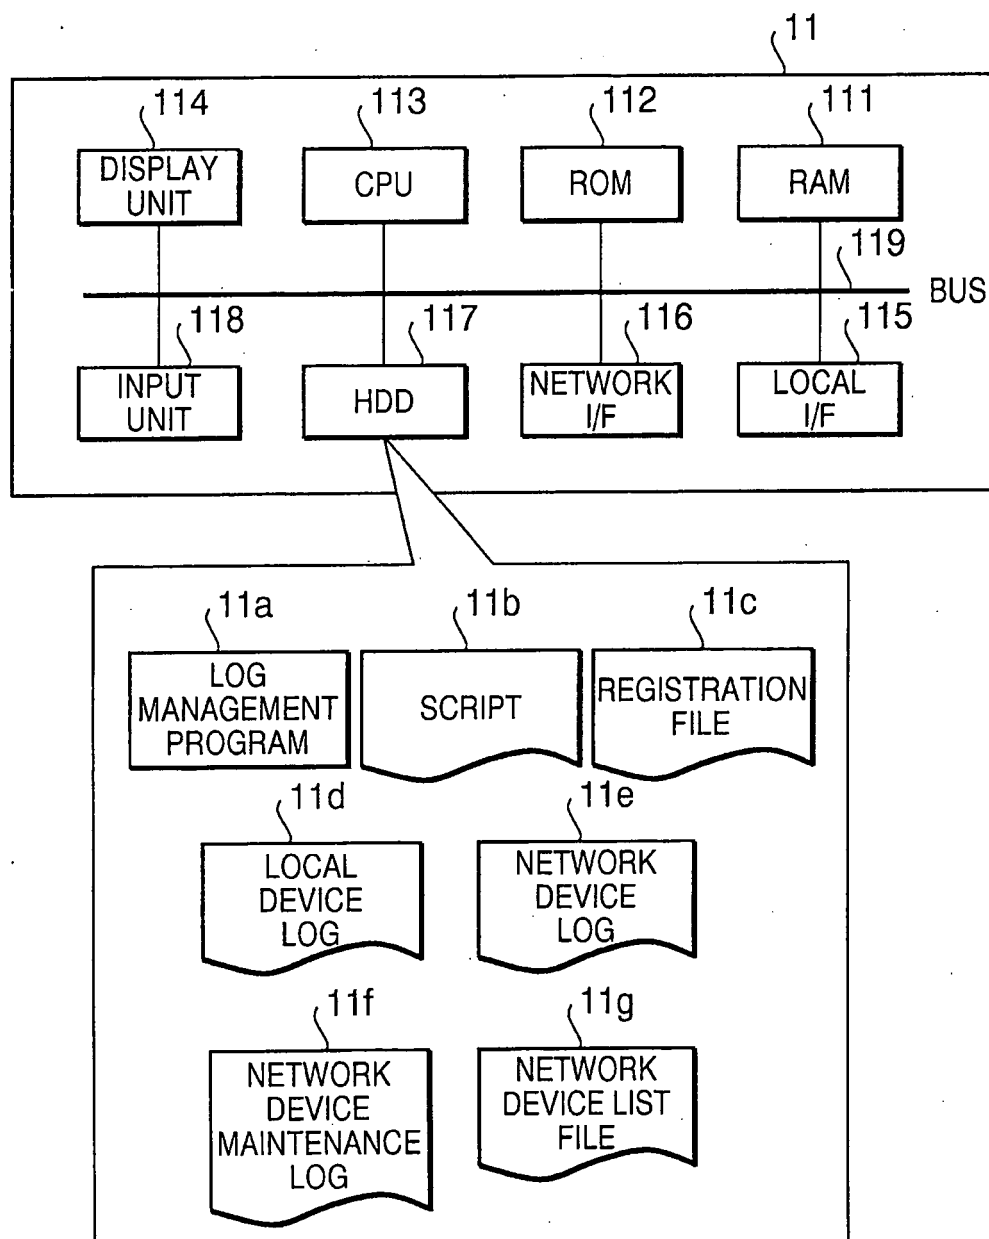 11
114
113
112
111
DISPLAY
UNIT
CPU
ROM
RAM
119
BUS
118
117
116
115
INPUT
UNIT
HDD
NETWORK
I/F
LOCAL
I/F
11a
11b
11c
LOG
MANAGEMENT
PROGRAM
SCRIPT
REGISTRATION
FILE
11d
11e
LOCAL
DEVICE
LOG
NETWORK
DEVICE
LOG
11f
11g
NETWORK
DEVICE
MAINTENANCE
LOG
NETWORK
DEVICE LIST
FILE